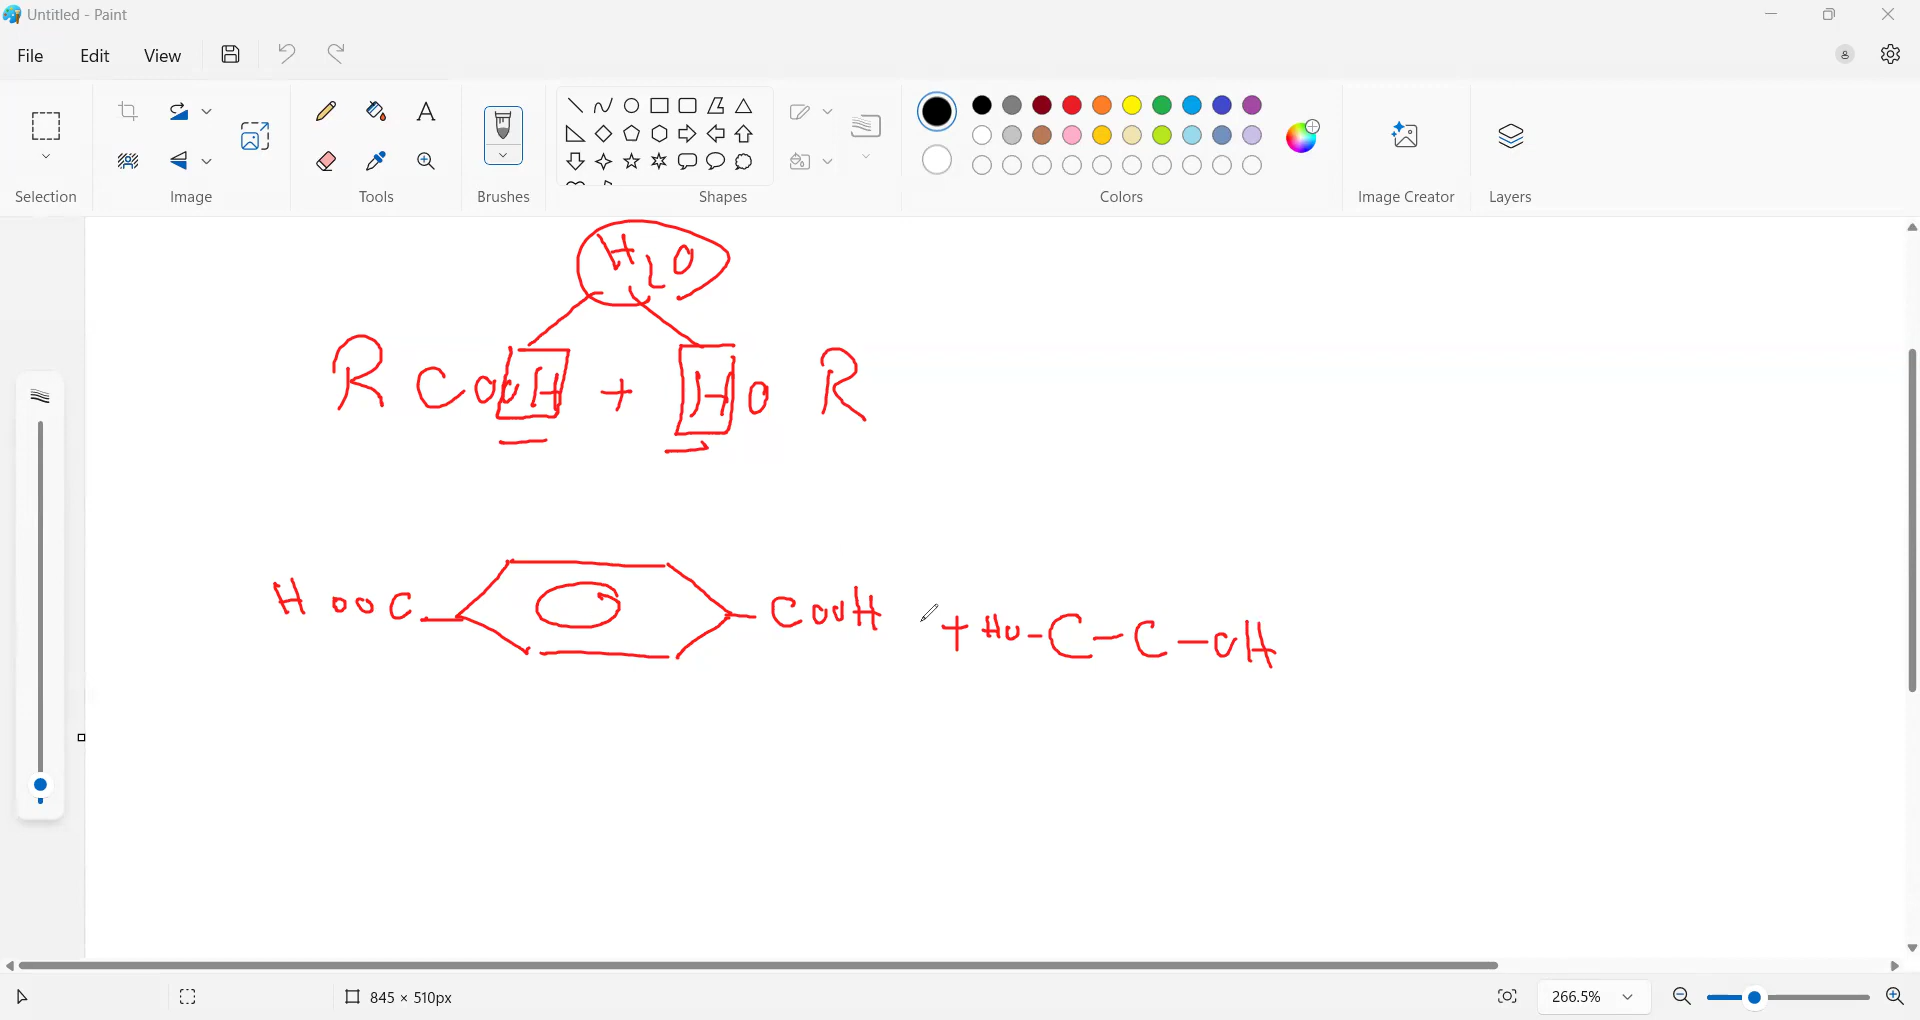 Untitled - Paint
File Edit View
Selection Image Tools Brushes Shapes Colors Image Creator Layers
H2O
R COOH + HO R
HOOC COOH + HO-C-C-OH
845 × 510px 266.5%